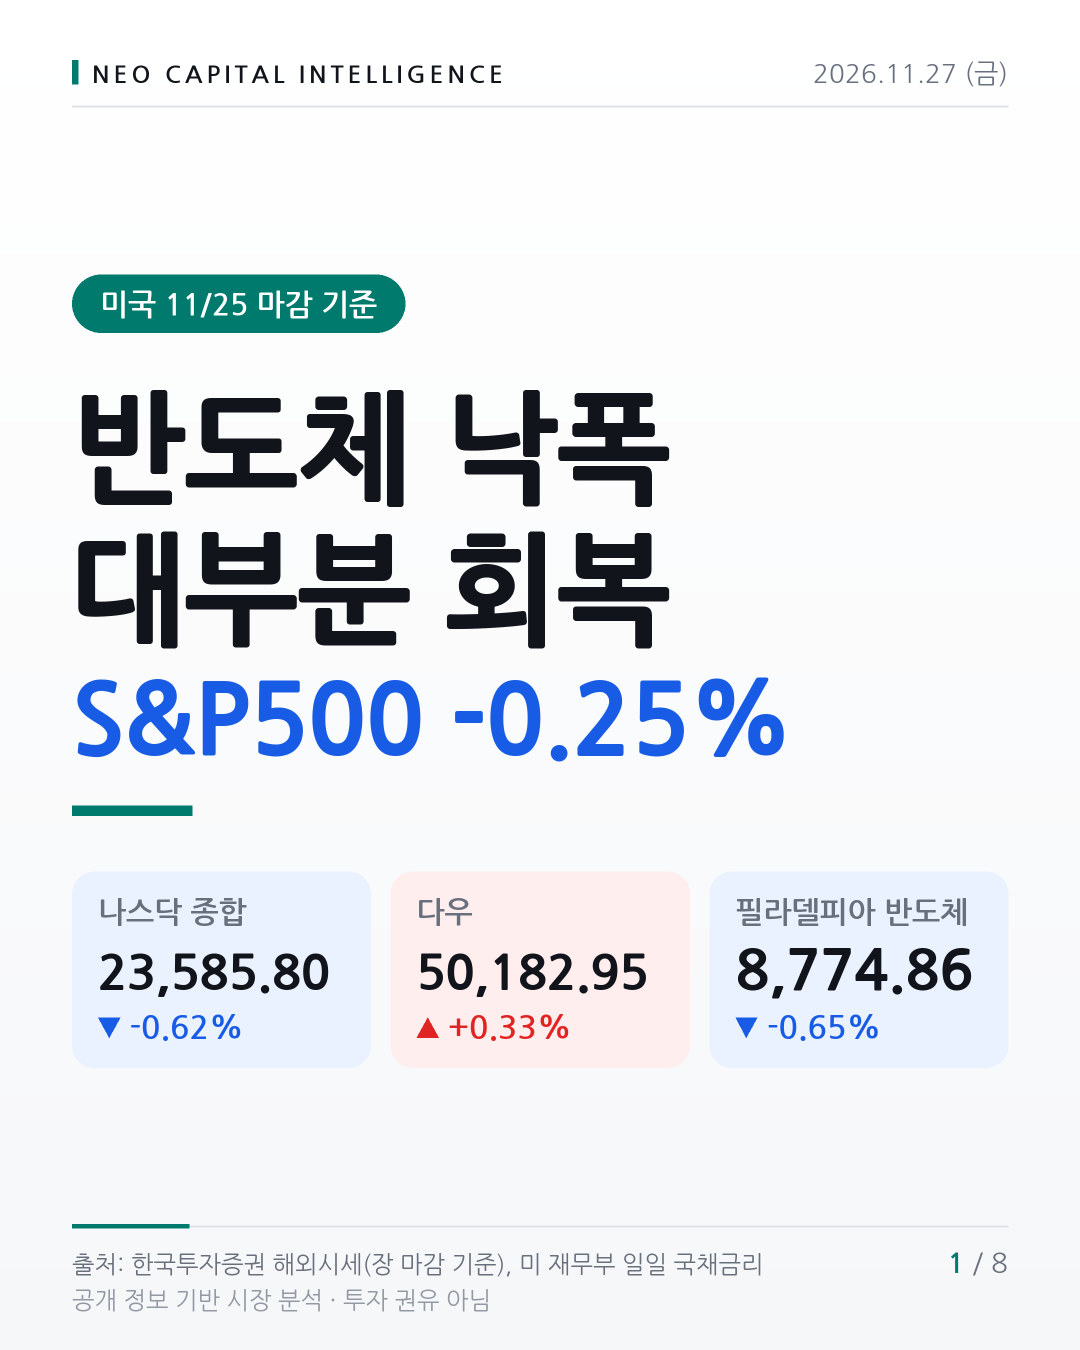 NEO CAPITAL INTELLIGENCE
2026.11.27 (금)
미국 11/25 마감 기준
반도체 낙폭
대부분 회복
S&P500 -0.25%
나스닥 종합
23,585.80
▼ -0.62%
다우
50,182.95
▲ +0.33%
필라델피아 반도체
8,774.86
▼ -0.65%
출처: 한국투자증권 해외시세(장 마감 기준), 미 재무부 일일 국채금리
1 / 8
공개 정보 기반 시장 분석 · 투자 권유 아님